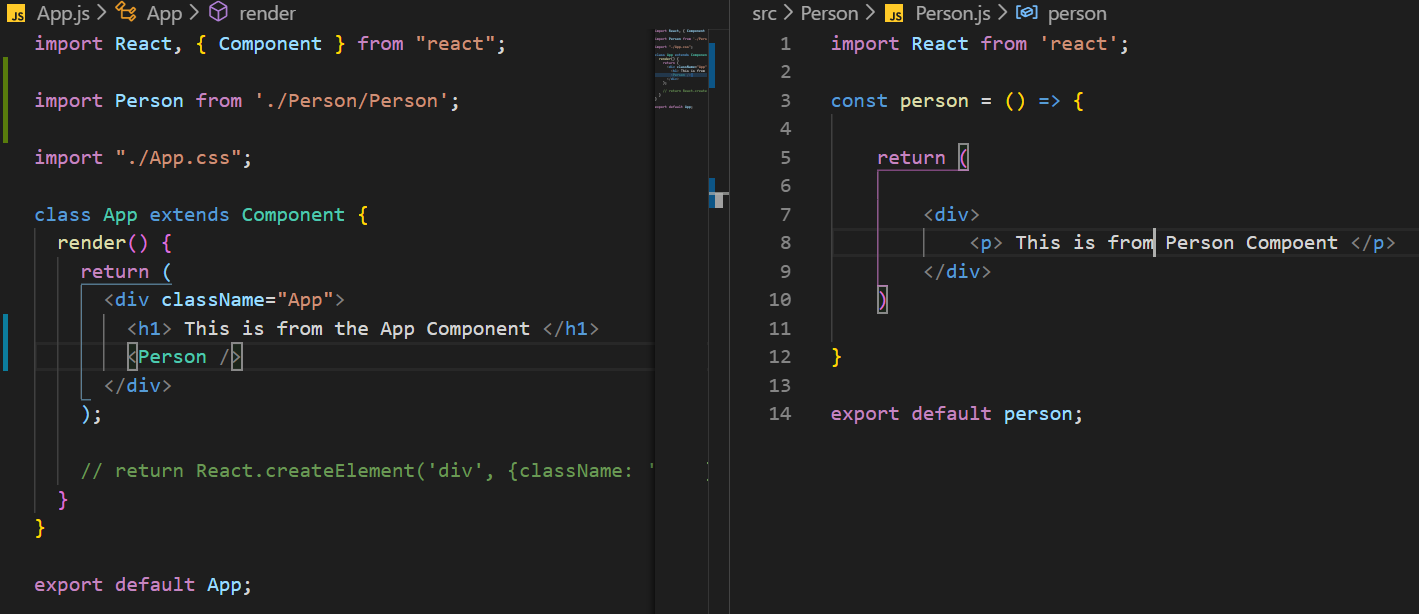 JS App.js > App > render
import React, { Component } from "react";
import Person from './Person/Person';
import "./App.css";
class App extends Component {
render() {
return (
<div className="App">
<h1> This is from the App Component </h1>
<Person />
</div>
);
// return React.createElement('div', {className: '
}
}
export default App;
src > Person > JS Person.js > person
1 import React from 'react';
2
3 const person = () => {
4
5 return (
6
7 <div>
8 <p> This is from Person Compoent </p>
9 </div>
10 )
11
12 }
13
14 export default person;